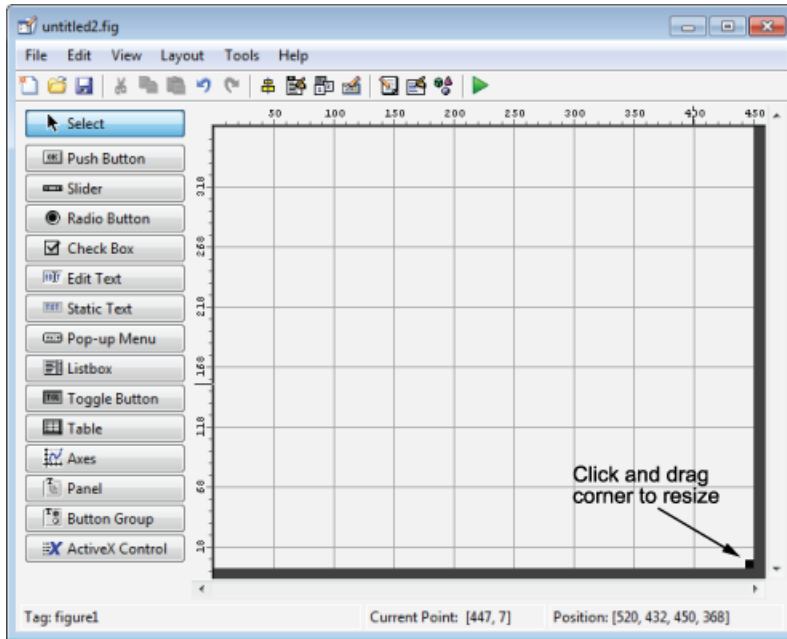 untitled2.fig
File Edit View Layout Tools Help
50 100 150 200 250 300 350 400 450
Select
Push Button
Slider
Radio Button
Check Box
Edit Text
Static Text
Pop-up Menu
Listbox
Toggle Button
Table
Axes
Panel
Button Group
ActiveX Control
318
268
218
168
118
68
18
Click and drag
corner to resize
Tag: figure1 Current Point: [447, 7] Position: [520, 432, 450, 368]